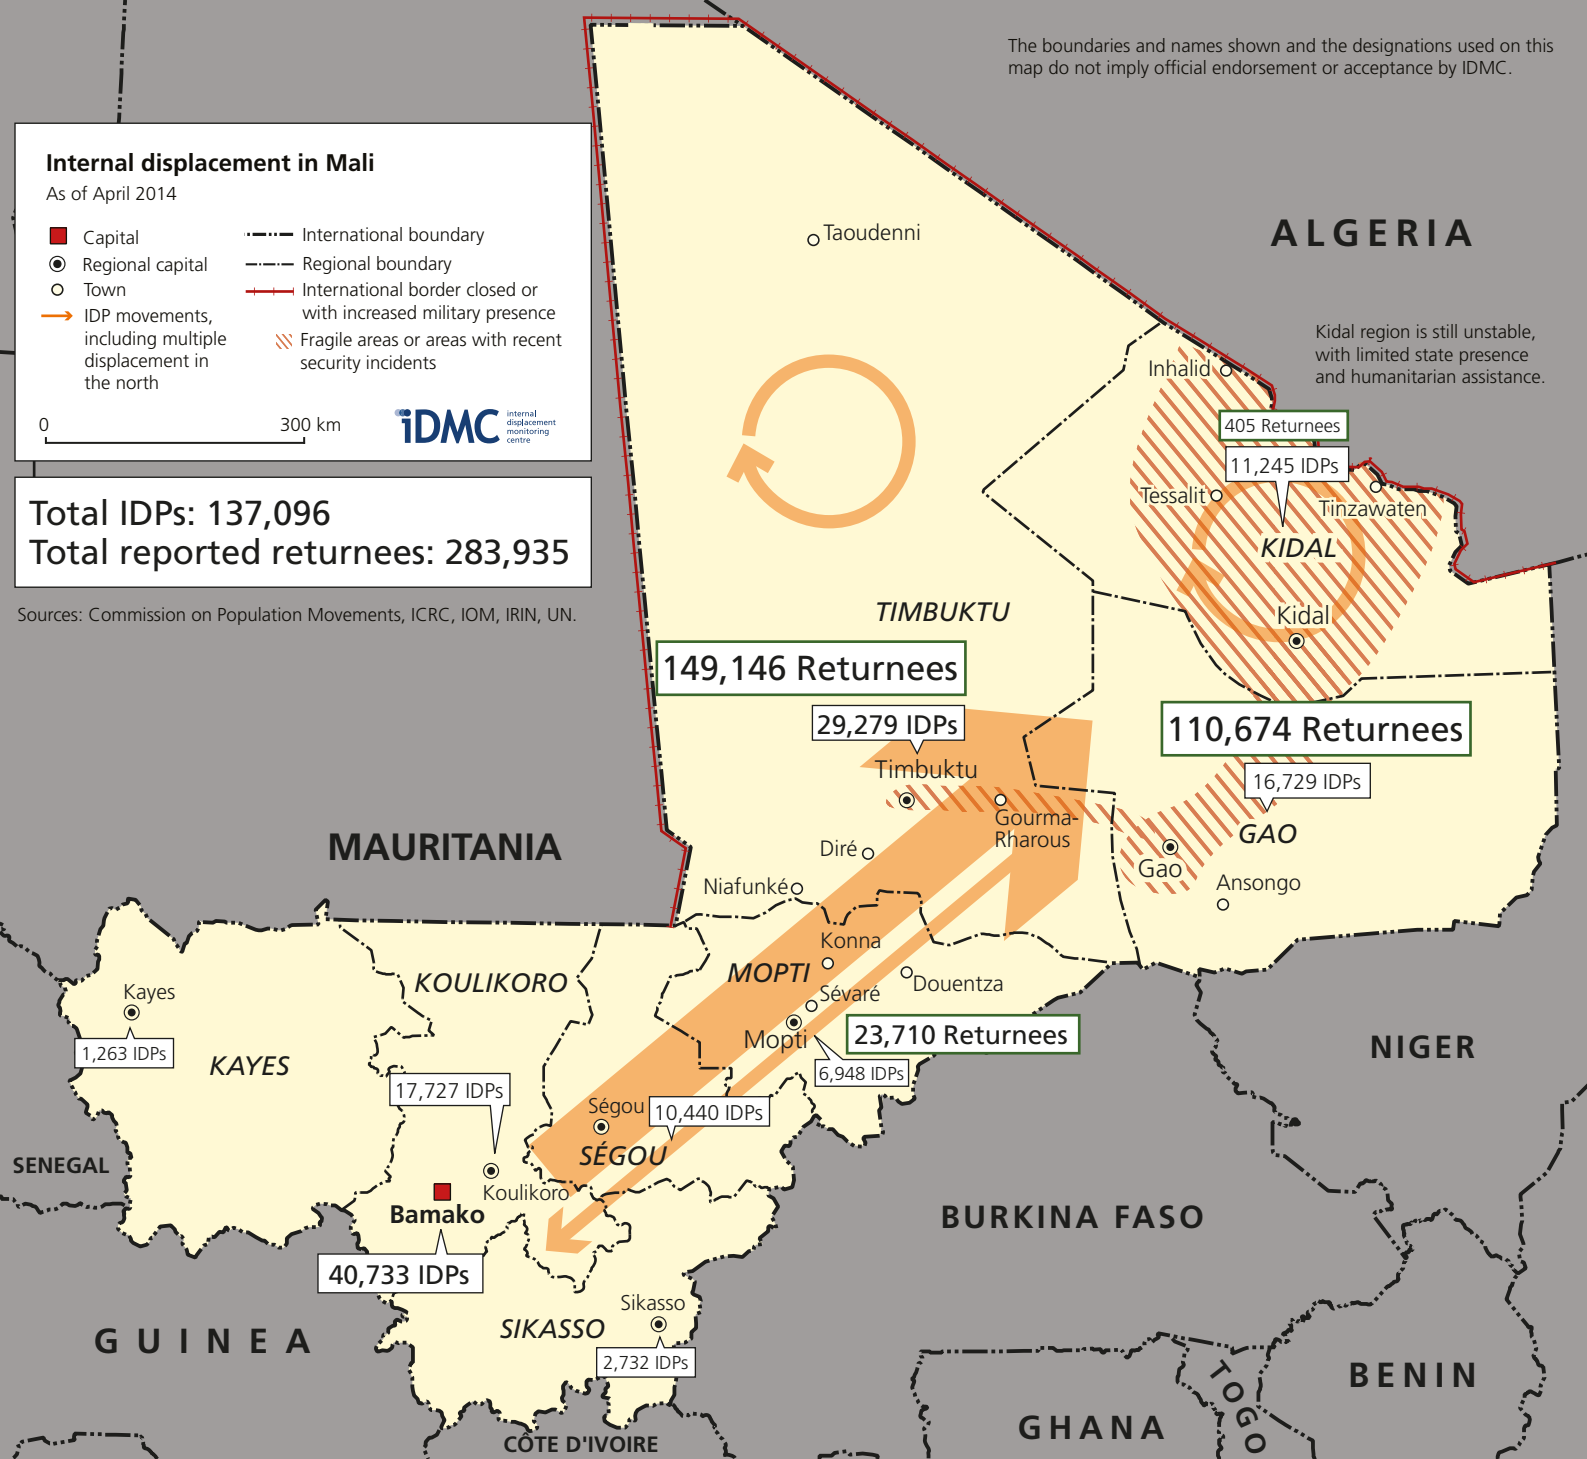 The boundaries and names shown and the designations used on this
map do not imply official endorsement or acceptance by IDMC.
Internal displacement in Mali
As of April 2014
Capital
Regional capital
Town
IDP movements,
including multiple
displacement in
the north
International boundary
Regional boundary
International border closed or
with increased military presence
Fragile areas or areas with recent
security incidents
0
300 km
iDMC
internal
displacement
monitoring
centre
Total IDPs: 137,096
Total reported returnees: 283,935
Sources: Commission on Population Movements, ICRC, IOM, IRIN, UN.
ALGERIA
Taoudenni
Kidal region is still unstable,
with limited state presence
and humanitarian assistance.
Inhalid
405 Returnees
11,245 IDPs
Tessalit
Tinzawaten
KIDAL
Kidal
TIMBUKTU
149,146 Returnees
29,279 IDPs
Timbuktu
110,674 Returnees
16,729 IDPs
Gourma-
Rharous
GAO
Gao
Ansongo
Diré
Niafunké
MAURITANIA
Konna
MOPTI
Douentza
Sévaré
Mopti
23,710 Returnees
6,948 IDPs
KOULIKORO
Kayes
1,263 IDPs
KAYES
17,727 IDPs
Ségou
10,440 IDPs
SÉGOU
Koulikoro
Bamako
40,733 IDPs
Sikasso
SIKASSO
2,732 IDPs
NIGER
SENEGAL
BURKINA FASO
GUINEA
BENIN
TOGO
GHANA
CÔTE D'IVOIRE